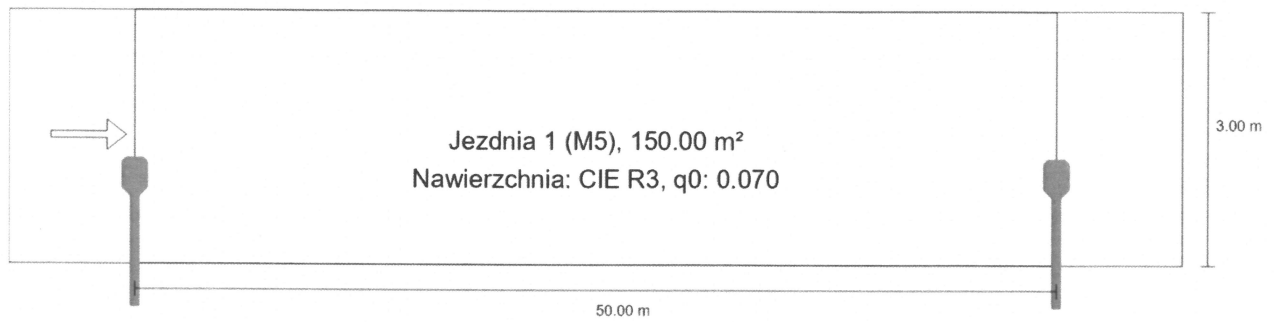 Jezdnia 1 (M5), 150.00 m²
Nawierzchnia: CIE R3, q0: 0.070
3.00 m
50.00 m